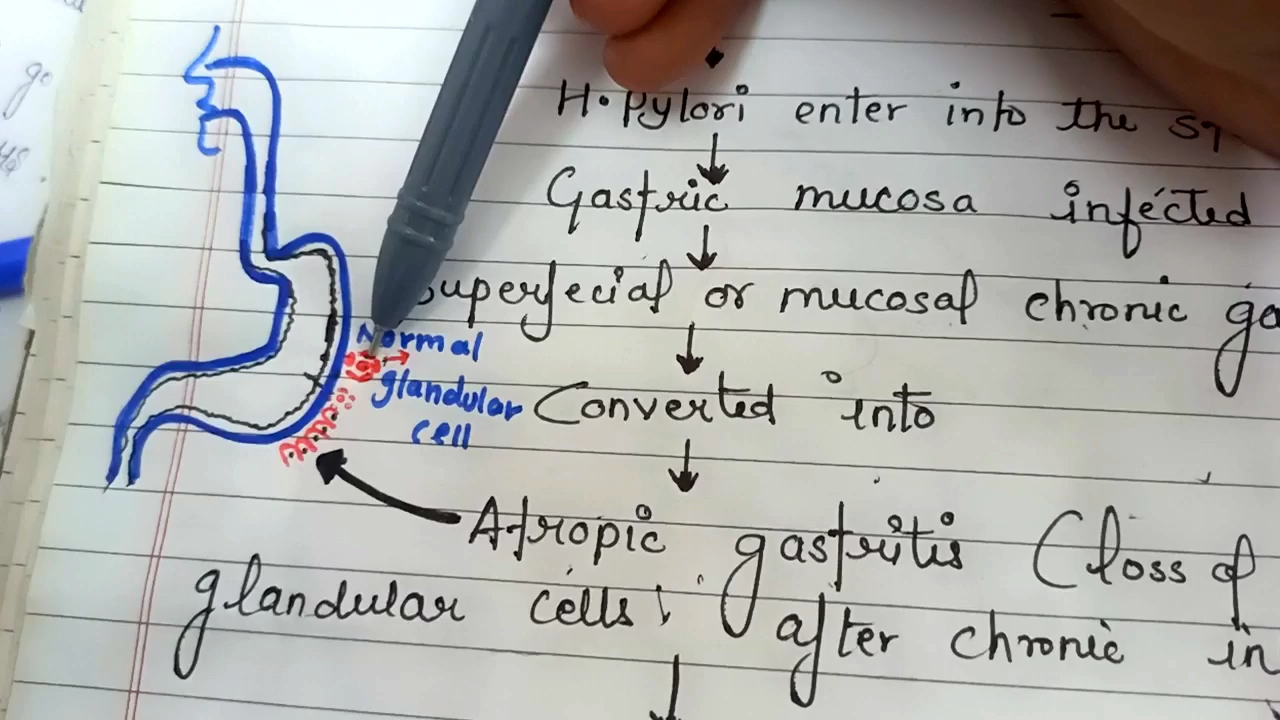 H. Pylori enter into the
Gastric mucosa infected
superfecial or mucosal chronic
Normal
glandular
cell
Converted into
Atropic gastritis (loss of
glandular cells; after chronic in